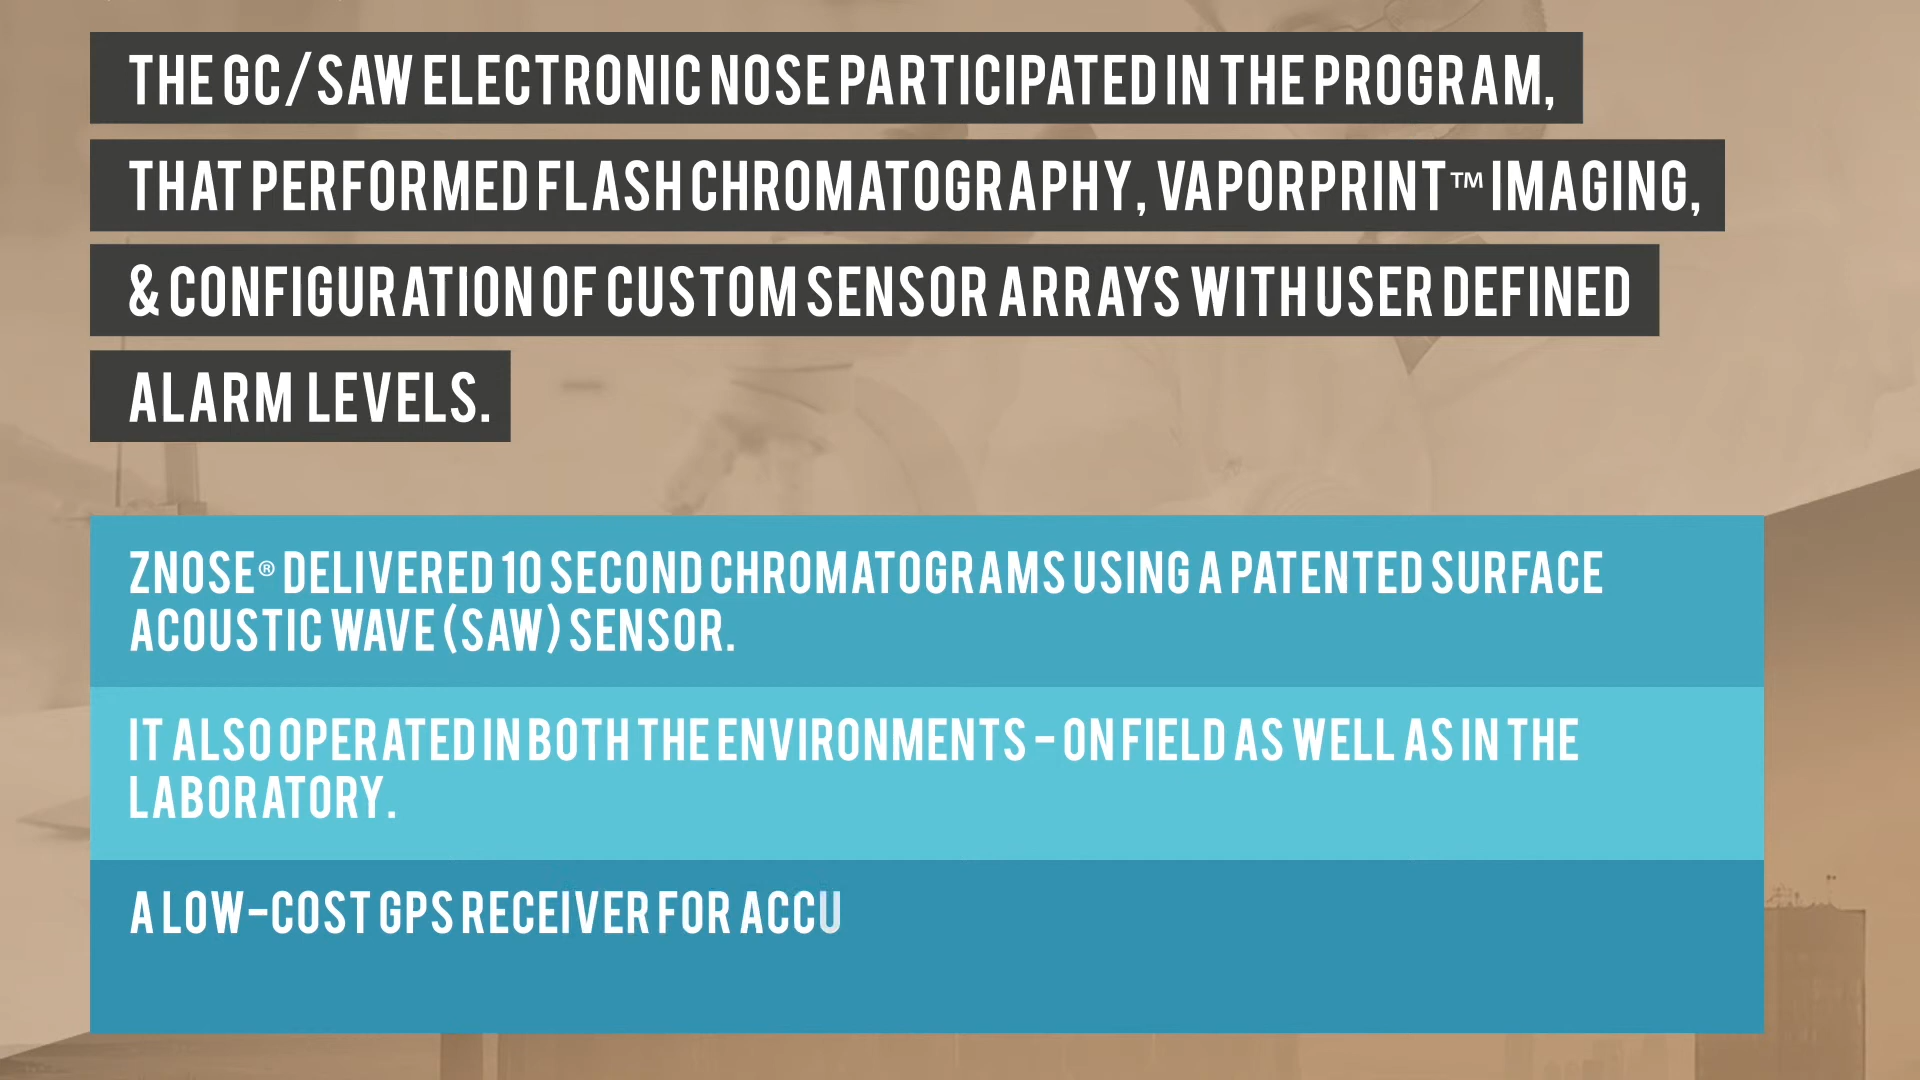 THE GC/SAW ELECTRONIC NOSE PARTICIPATED IN THE PROGRAM,
THAT PERFORMED FLASH CHROMATOGRAPHY, VAPORPRINT™ IMAGING,
& CONFIGURATION OF CUSTOM SENSOR ARRAYS WITH USER DEFINED
ALARM LEVELS.
ZNOSE® DELIVERED 10 SECOND CHROMATOGRAMS USING A PATENTED SURFACE
ACOUSTIC WAVE (SAW) SENSOR.
IT ALSO OPERATED IN BOTH THE ENVIRONMENTS - ON FIELD AS WELL AS IN THE
LABORATORY.
A LOW-COST GPS RECEIVER FOR ACCU